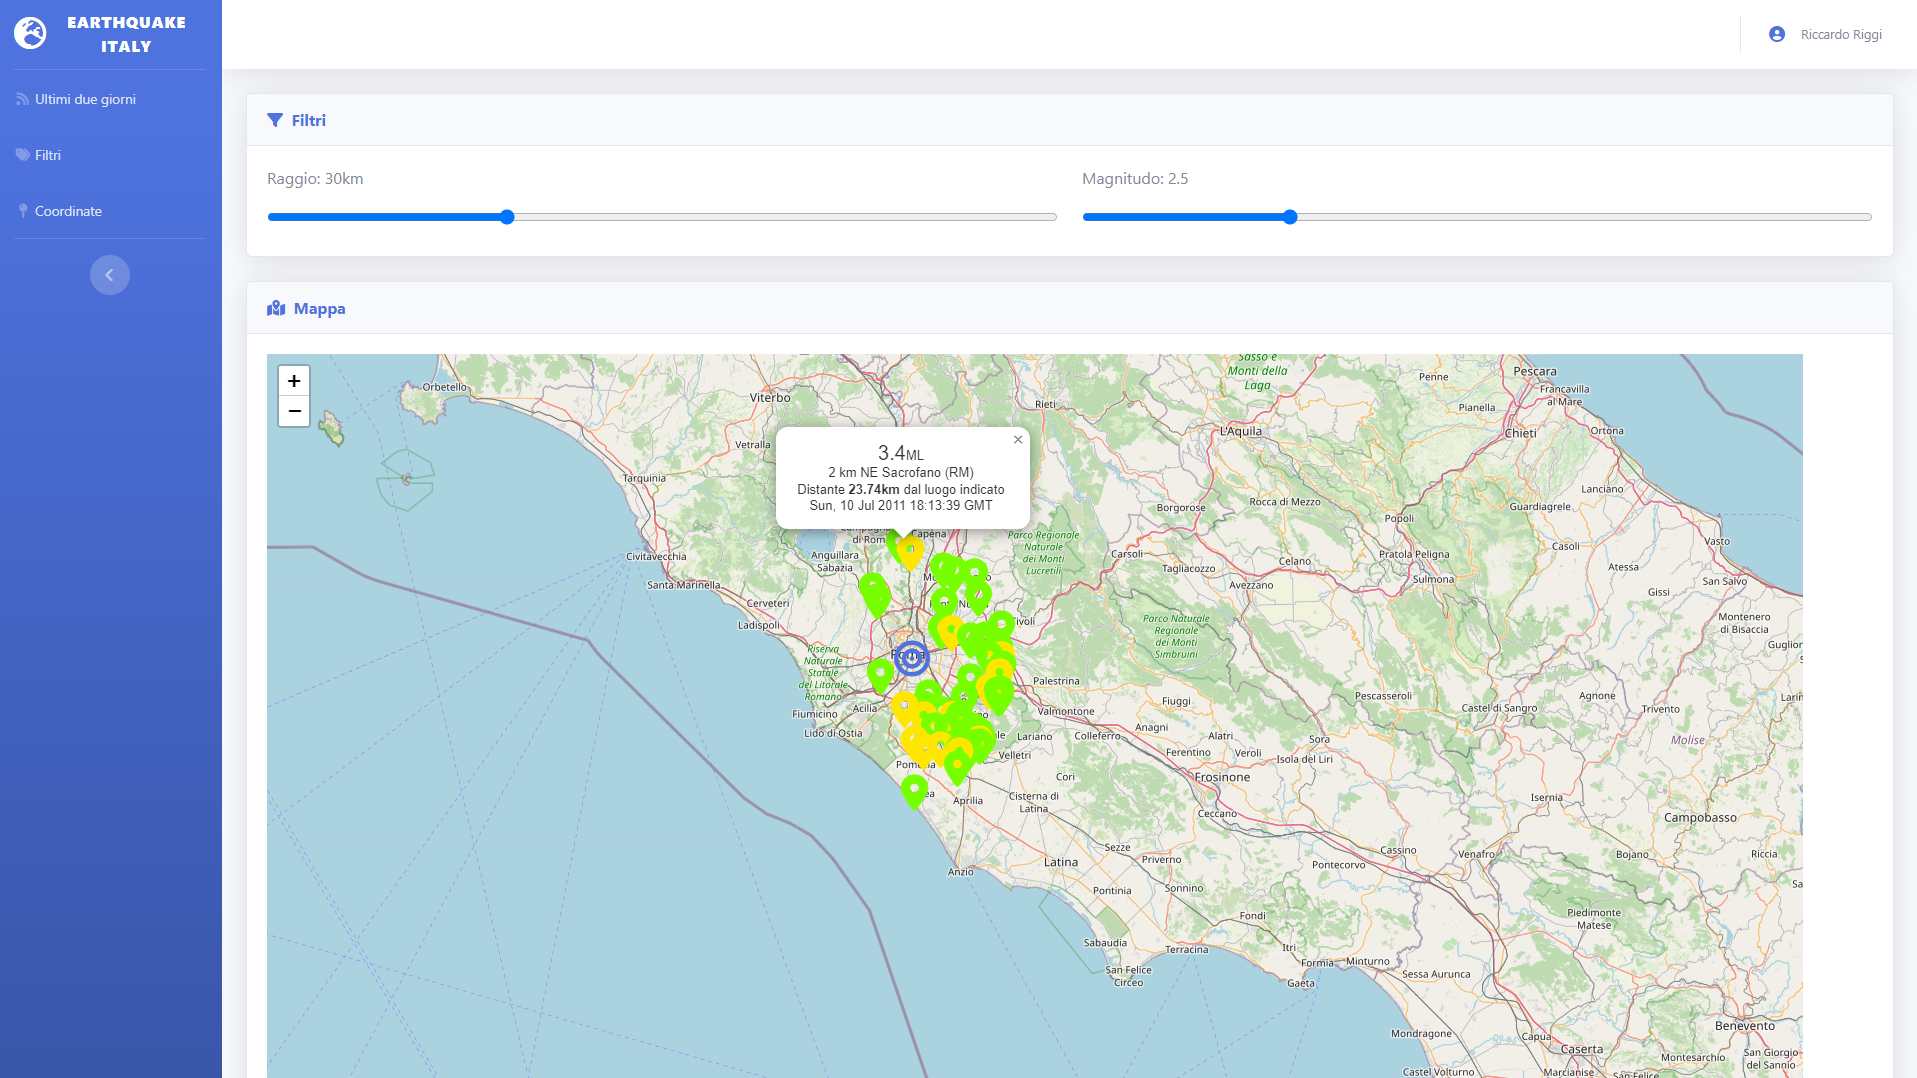 EARTHQUAKE
ITALY
Riccardo Riggi
Ultimi due giorni
Filtri
Coordinate
Filtri
Raggio: 30km
Magnitudo: 2.5
Mappa
+
−
3.4ML
2 km NE Sacrofano (RM)
Distante 23.74km dal luogo indicato
Sun, 10 Jul 2011 18:13:39 GMT
×
Orbetello
Viterbo
Vetralla
Tarquinia
Civitavecchia
Santa Marinella
Cerveteri
Ladispoli
Anguillara
Sabazia
di Rom
Capena
Rieti
Sasso e
Monti della
Laga
Penne
Pescara
Francavilla
al Mare
Pianella
Chieti
Ortona
L'Aquila
Tarquinia
Lanciano
Rocca di Mezzo
Guardiagrele
Borgorose
Popoli
Vasto
Casoli
Parco Regionale
Naturale
dei Monti
Lucretili
Carsoli
Tagliacozzo
Celano
Pratola Peligna
Sulmona
Atessa
San Salvo
Avezzano
Gissi
Montenero
di Bisaccia
Guglion
Parco Naturale
Regionale
dei Monti
Simbruini
Riserva
Naturale
Statale
del Litorale
Romano
Fiumicino
Acilia
Lido di Ostia
Palestrina
Valmontone
Fiuggi
Pescasseroli
Agnone
Castel di Sangro
Trivento
Larin
Molise
Anagni
Alatri
Sora
Lariano
Colleferro
Ferentino
Veroli
Isola del Liri
Velletri
Frosinone
Cori
Cisterna di
Latina
Aprilia
Ceccano
Isernia
Campobasso
Sezze
Priverno
Cassino
Pontecorvo
Venafro
Bojano
Riccia
Latina
Anzio
Pontinia
Sonnino
Fondi
Piedimonte
Matese
Sabaudia
Terracina
Itri
Formia
Minturno
San Felice
Circeo
Gaeta
Sessa Aurunca
Mondragone
Capua
Caserta
Benevento
Montesarchio
San Giorgio
del Sannio
Castel Volturno
Marcianise
San Felice